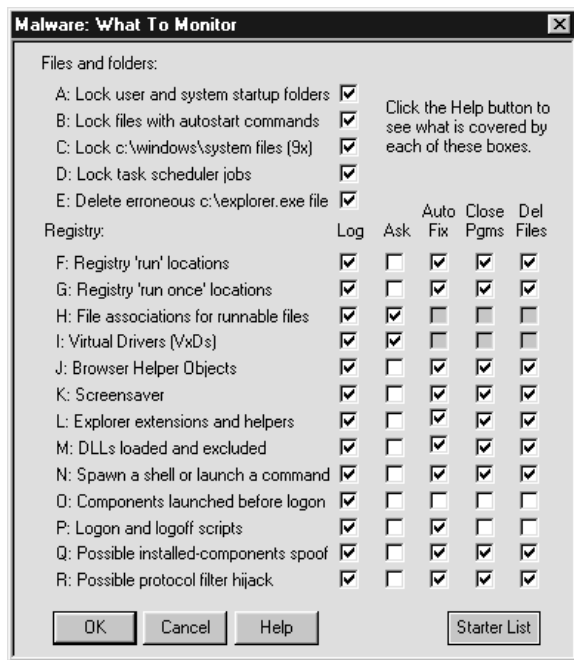 Malware: What To Monitor
Files and folders:
A: Lock user and system startup folders
B: Lock files with autostart commands
C: Lock c:\windows\system files (9x)
D: Lock task scheduler jobs
E: Delete erroneous c:\explorer.exe file
Click the Help button to
see what is covered by
each of these boxes.
Registry: Log Ask Auto Fix Close Pgms Del Files
F: Registry 'run' locations
G: Registry 'run once' locations
H: File associations for runnable files
I: Virtual Drivers (VxDs)
J: Browser Helper Objects
K: Screensaver
L: Explorer extensions and helpers
M: DLLs loaded and excluded
N: Spawn a shell or launch a command
O: Components launched before logon
P: Logon and logoff scripts
Q: Possible installed-components spoof
R: Possible protocol filter hijack
OK Cancel Help Starter List